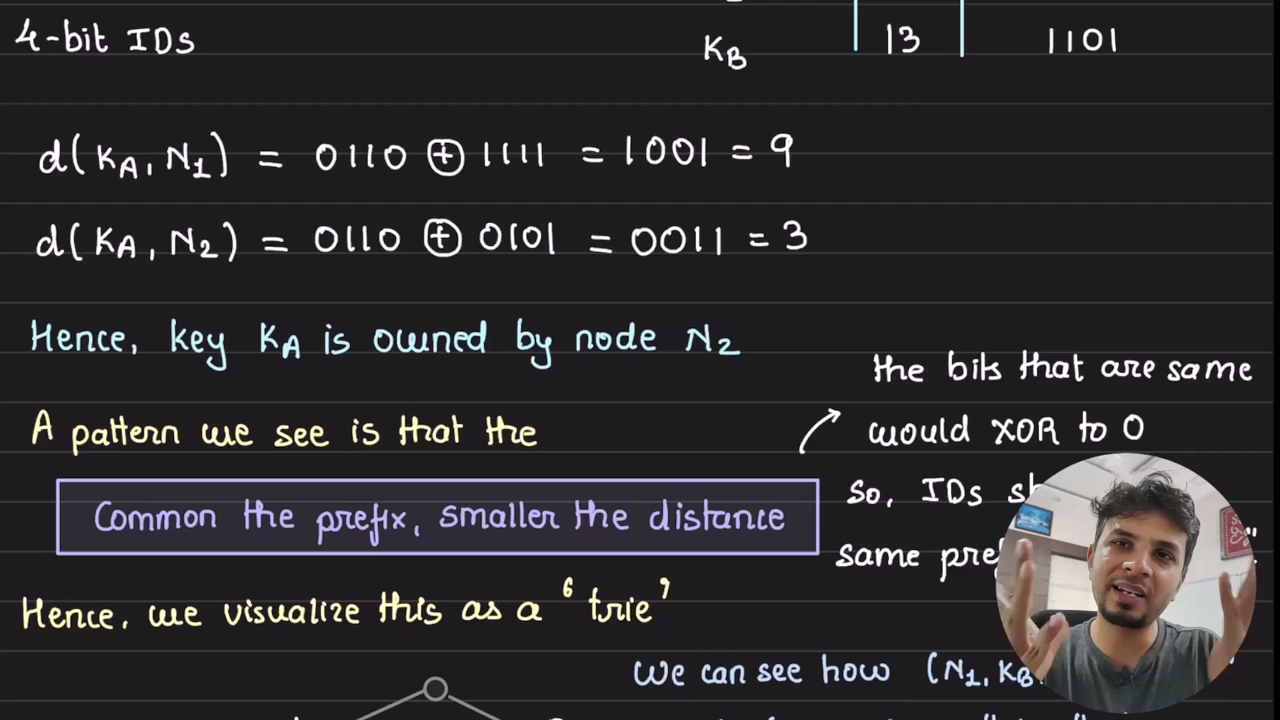 4-bit IDs
KB 13 1101
d(KA, N1) = 0110 ⊕ 1111 = 1001 = 9
d(KA, N2) = 0110 ⊕ 0101 = 0011 = 3
Hence, key KA is owned by node N2
the bits that are same
would XOR to 0
A pattern we see is that the
so, IDs
Common the prefix, smaller the distance
same
Hence, we visualize this as a 'trie'
we can see how (N1, KB